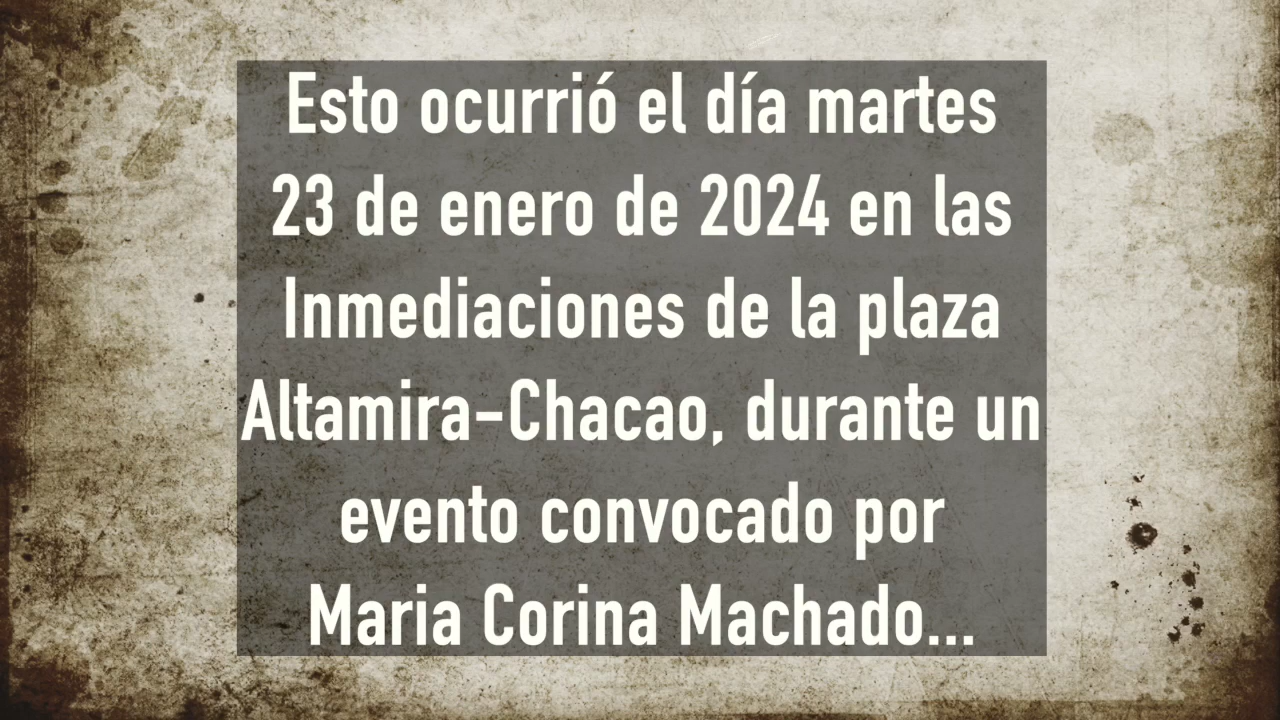 Esto ocurrió el día martes
23 de enero de 2024 en las
Inmediaciones de la plaza
Altamira-Chacao, durante un
evento convocado por
Maria Corina Machado...